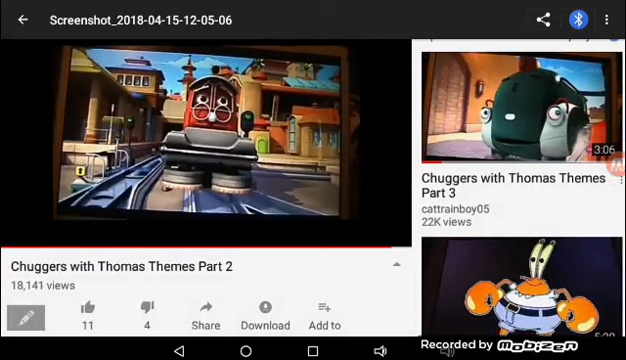 Screenshot_2018-04-15-12-05-06
3:06
Chuggers with Thomas Themes
Part 3
cattrainboy05
22K views
Chuggers with Thomas Themes Part 2
18,141 views
11
4
Share
Download
Add to
Recorded by
MOBIZEN